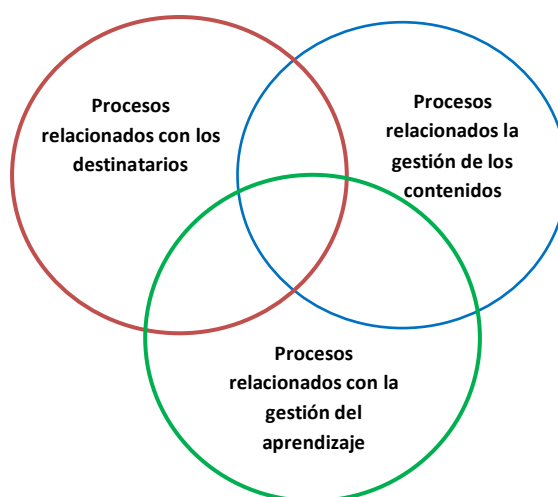 Procesos
relacionados con los
destinatarios
Procesos
relacionados la
gestión de los
contenidos
Procesos
relacionados con la
gestión del
aprendizaje